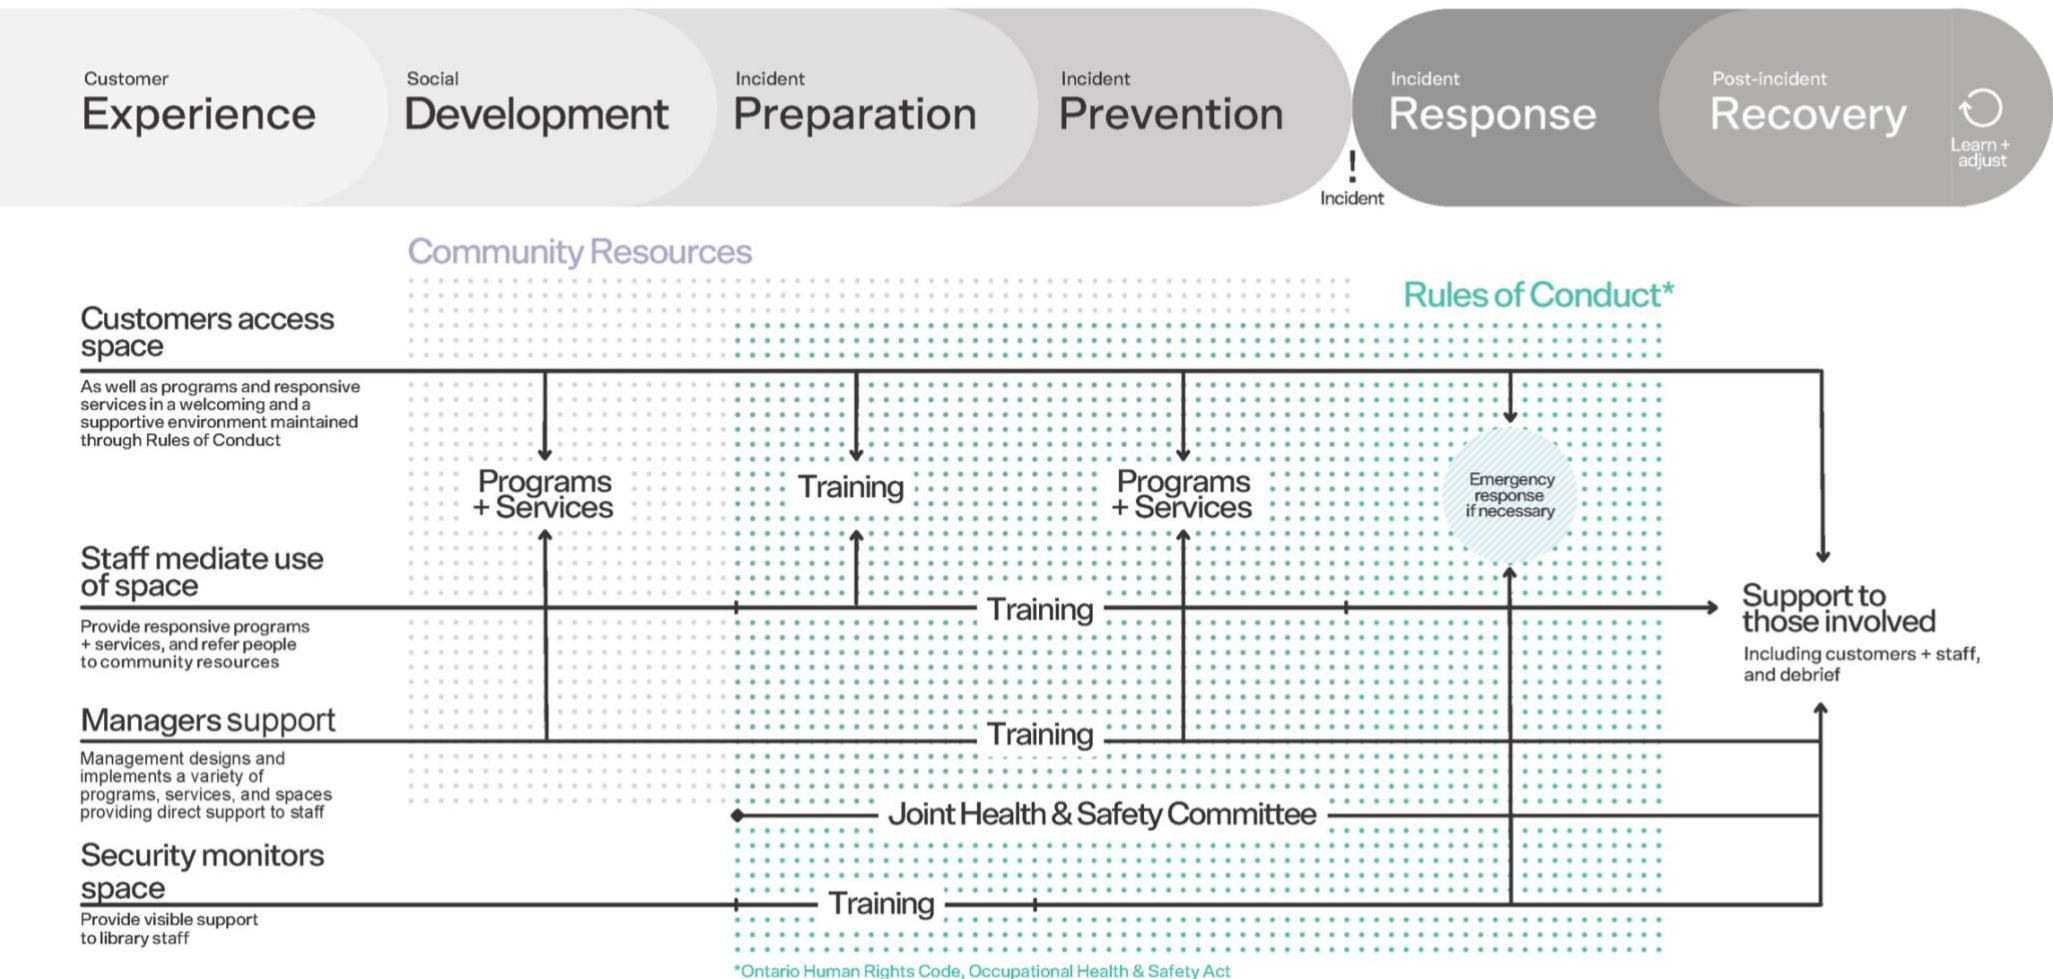 Customer
Experience
Social
Development
Incident
Preparation
Incident
Prevention
Incident
Response
Post-incident
Recovery
Learn +
adjust
!
Incident
Community Resources
Rules of Conduct*
Customers access
space
As well as programs and responsive
services in a welcoming and a
supportive environment maintained
through Rules of Conduct
Programs
+ Services
Training
Programs
+ Services
Emergency
response
if necessary
Staff mediate use
of space
Provide responsive programs
+ services, and refer people
to community resources
Training
Support to
those involved
Including customers + staff,
and debrief
Managers support
Management designs and
implements a variety of
programs, services, and spaces
providing direct support to staff
Training
Joint Health & Safety Committee
Security monitors
space
Provide visible support
to library staff
Training
*Ontario Human Rights Code, Occupational Health & Safety Act